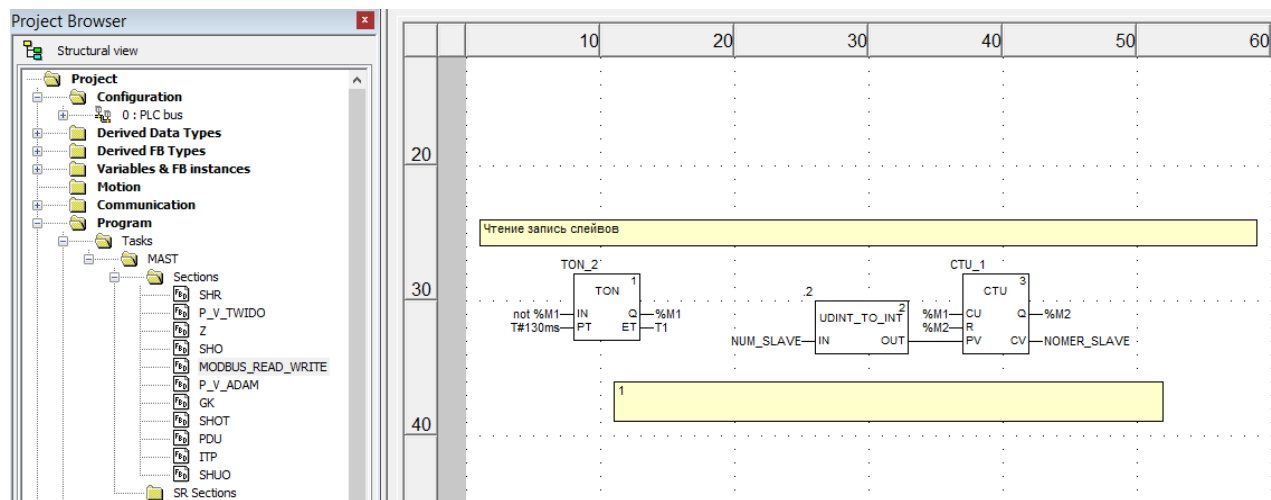 Project Browser
Structural view
Project
Configuration
0 : PLC bus
Derived Data Types
Derived FB Types
Variables & FB instances
Motion
Communication
Program
Tasks
MAST
Sections
SHR
P_V_TWIDO
Z
SHO
MODBUS_READ_WRITE
P_V_ADAM
GK
SHOT
PDU
ITP
SHUO
SR Sections
10 20 30 40 50 60
20
Чтение запись слейвов
30
TON_2
1
TON
not %M1 IN Q %M1
T#130ms PT ET T1
.2
2
UDINT_TO_INT
NUM_SLAVE IN OUT
CTU_1
3
CTU
%M1 CU Q %M2
%M2 R
PV CV NOMER_SLAVE
1
40